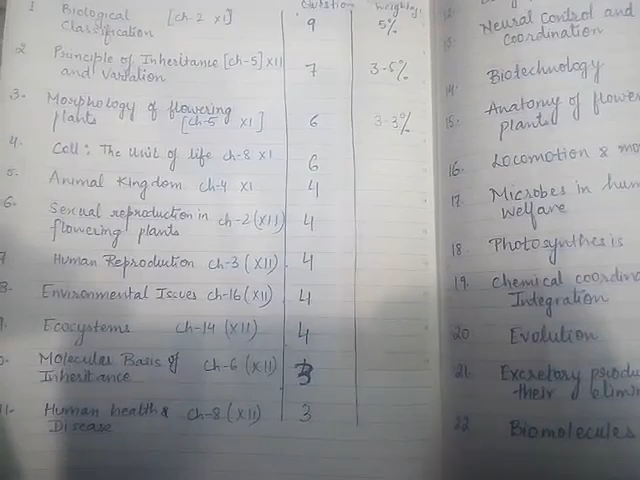 Question Weightage
1 Biological [ch-2 XI] 9 5%
Classification
2 Principle of Inheritance [ch-5] XII 7 3-5%
and Variation
3. Morphology of flowering 6 3-3%
plants [ch-5 XI]
4. Cell: The Unit of life ch-8 XI 6
5. Animal Kingdom ch-4 XI 4
6. Sexual reproduction in ch-2 (XII) 4
flowering plants
7 Human Reproduction ch-3 (XII) 4
8. Environmental Issues ch-16 (XII) 4
9. Ecosystems ch-14 (XII) 4
Molecular Basis of ch-6 (XII) 3
Inheritance
11- Human health & ch-8 (XII) 3
Disease
12.
13. Neural Control and
coordination
14. Biotechnology
15. Anatomy of flower
plants
16. Locomotion &
17. Microbes in hum
welfare
18. Photosynthesis
19. Chemical coordin
Integration
20 Evolution
21. Excretory produ
their elimi
22 Biomolecules